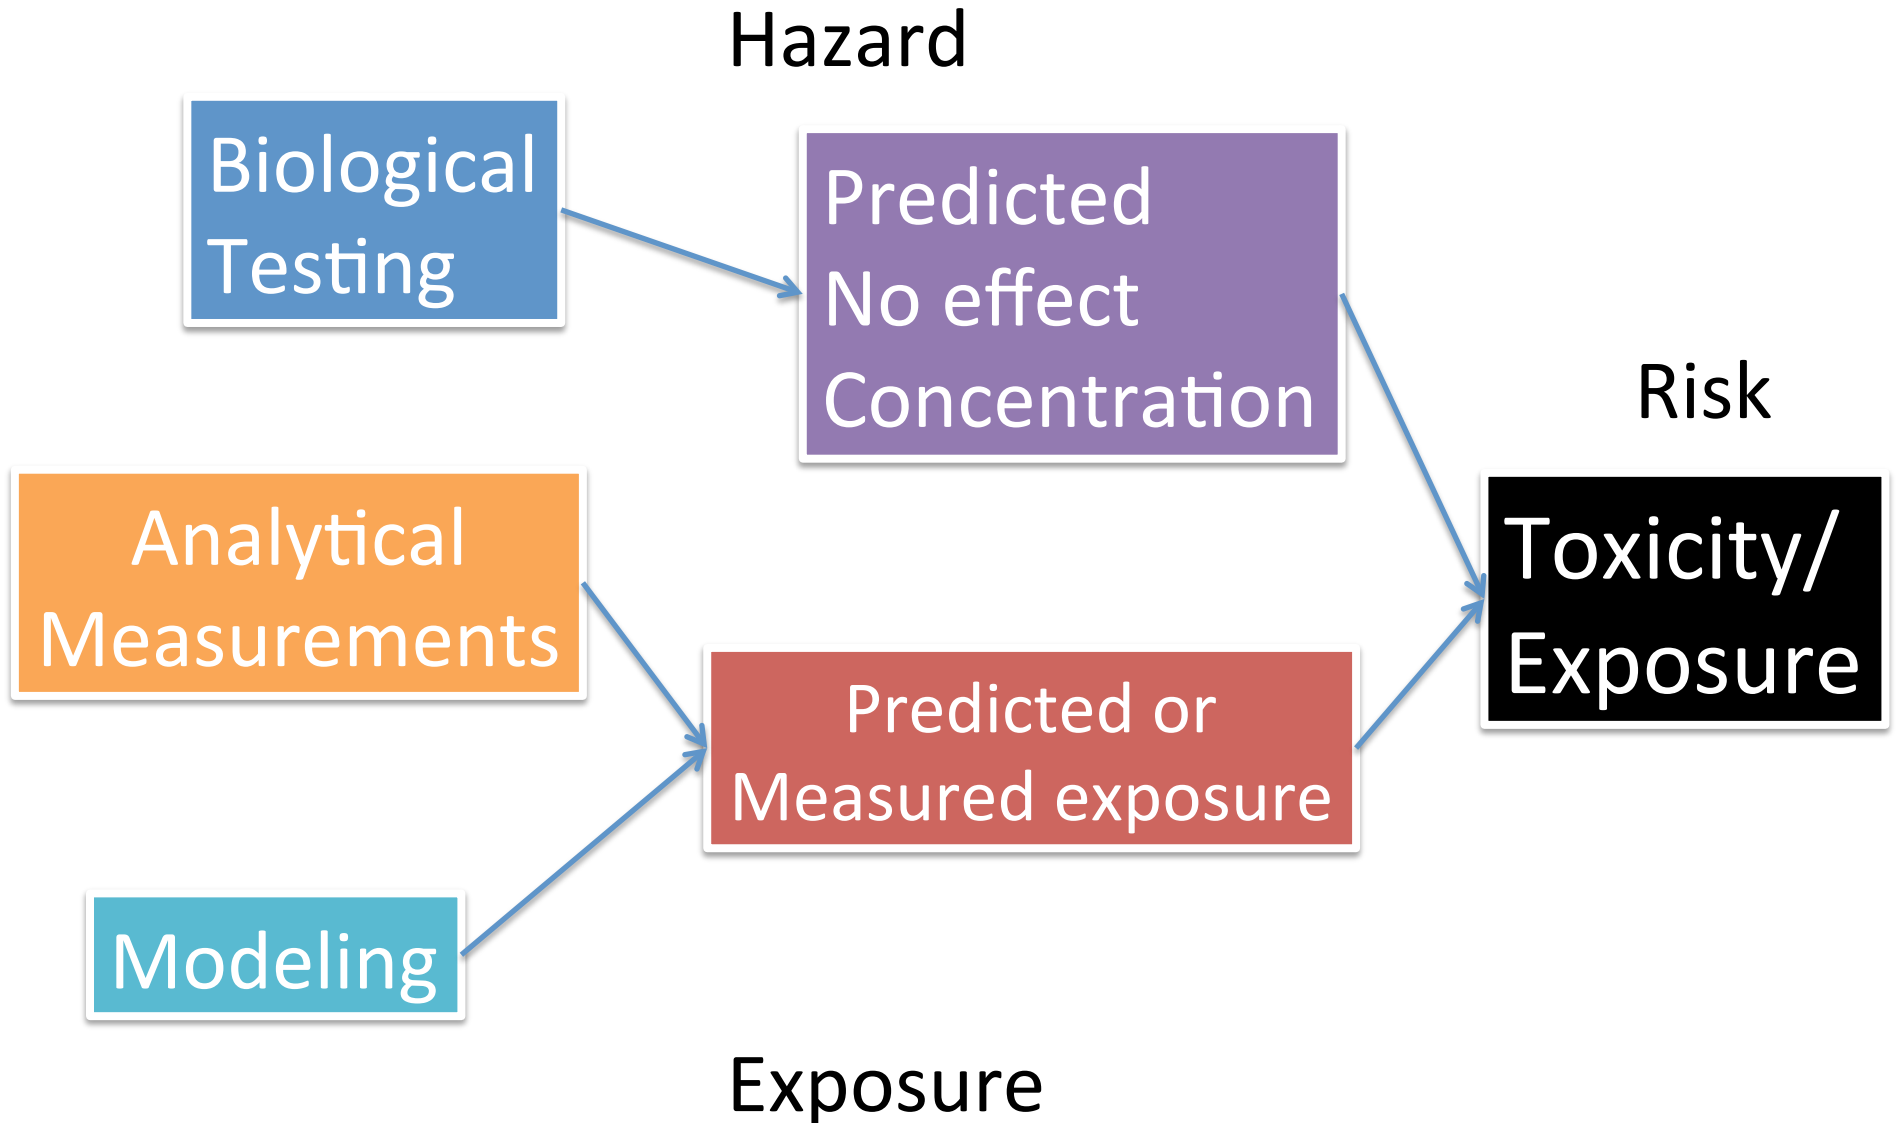 Hazard
Biological
Testing
Predicted
No effect
Concentration
Risk
Analytical
Measurements
Toxicity/
Exposure
Predicted or
Measured exposure
Modeling
Exposure